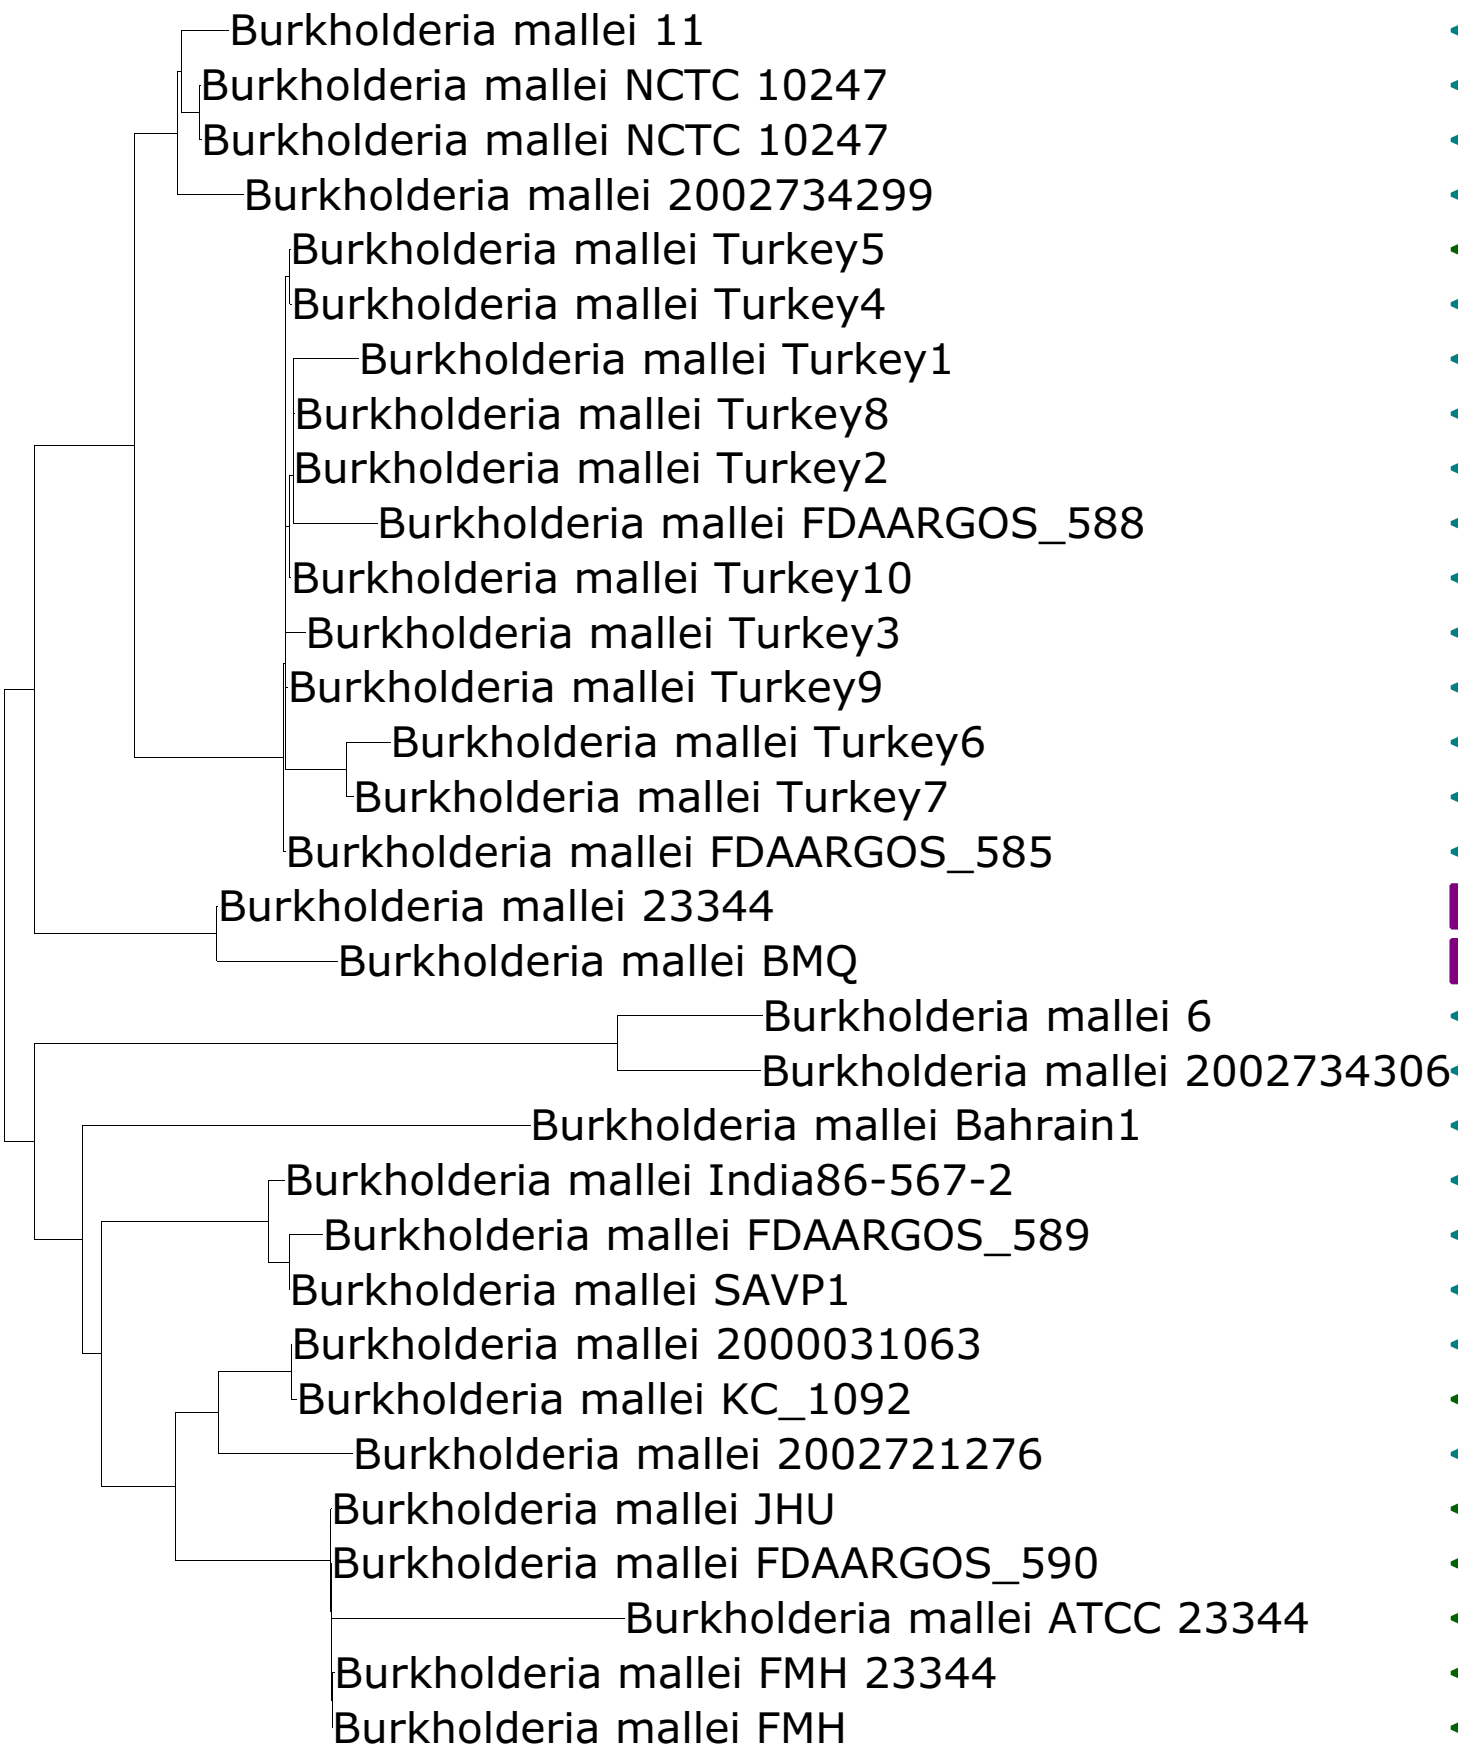 Burkholderia mallei 11
Burkholderia mallei NCTC 10247
Burkholderia mallei NCTC 10247
Burkholderia mallei 2002734299
Burkholderia mallei Turkey5
Burkholderia mallei Turkey4
Burkholderia mallei Turkey1
Burkholderia mallei Turkey8
Burkholderia mallei Turkey2
Burkholderia mallei FDAARGOS_588
Burkholderia mallei Turkey10
Burkholderia mallei Turkey3
Burkholderia mallei Turkey9
Burkholderia mallei Turkey6
Burkholderia mallei Turkey7
Burkholderia mallei FDAARGOS_585
Burkholderia mallei 23344
Burkholderia mallei BMQ
Burkholderia mallei 6
Burkholderia mallei 2002734306
Burkholderia mallei Bahrain1
Burkholderia mallei India86-567-2
Burkholderia mallei FDAARGOS_589
Burkholderia mallei SAVP1
Burkholderia mallei 2000031063
Burkholderia mallei KC_1092
Burkholderia mallei 2002721276
Burkholderia mallei JHU
Burkholderia mallei FDAARGOS_590
Burkholderia mallei ATCC 23344
Burkholderia mallei FMH 23344
Burkholderia mallei FMH